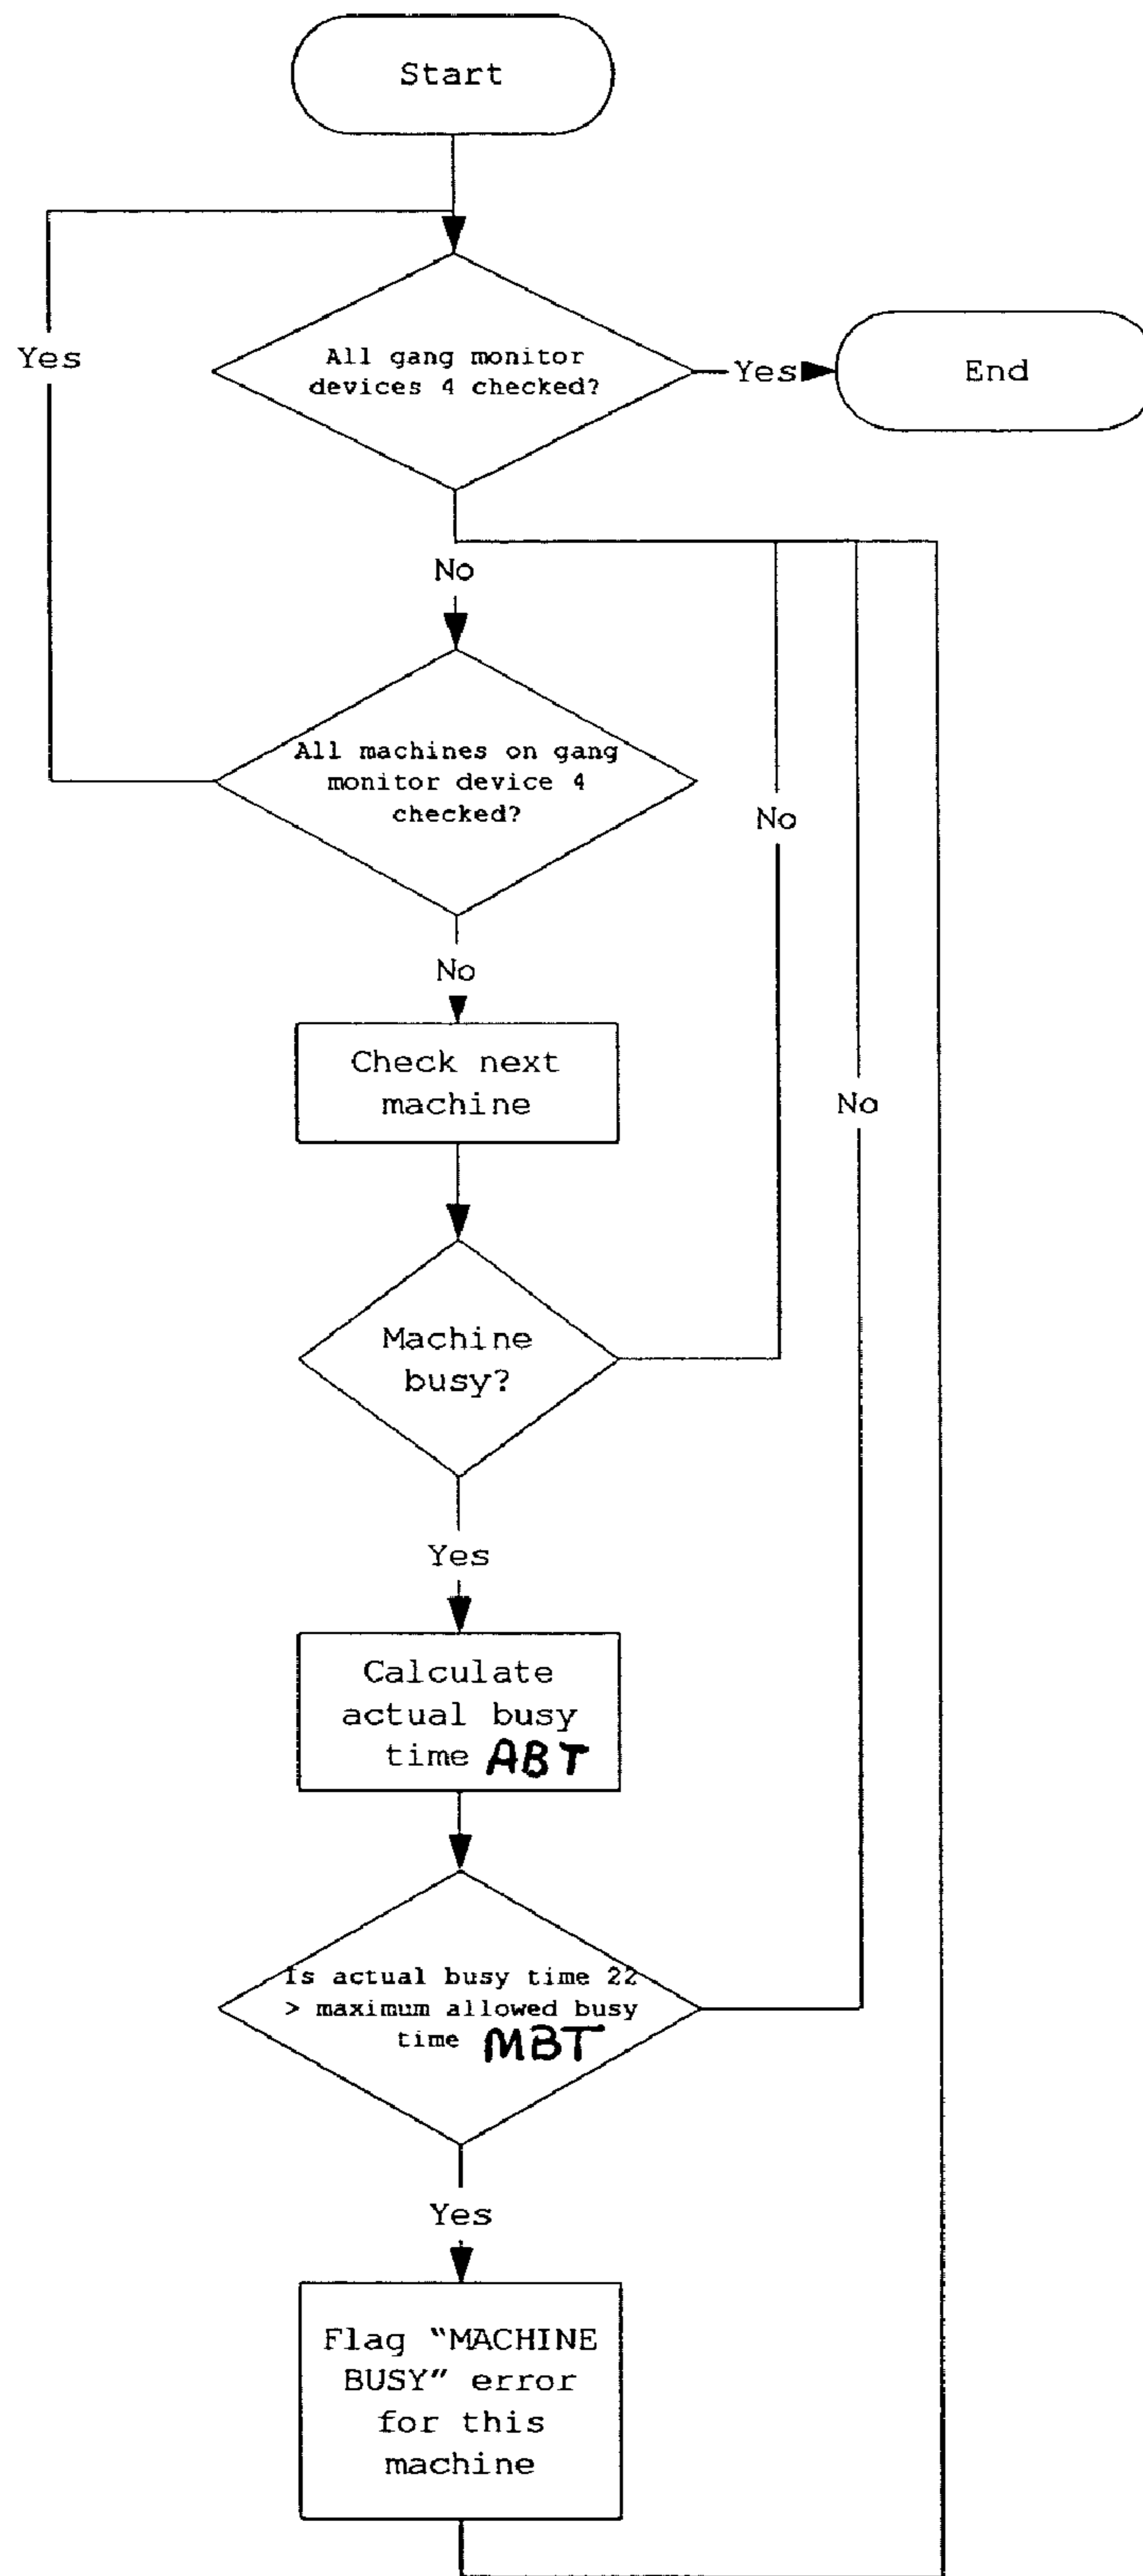 Start
Yes
All gang monitor
devices 4 checked?
Yes
End
No
All machines on gang
monitor device 4
checked?
No
No
Check next
machine
No
Machine
busy?
Yes
Calculate
actual busy
time ABT
Is actual busy time 22
> maximum allowed busy
time MBT
Yes
Flag “MACHINE
BUSY” error
for this
machine